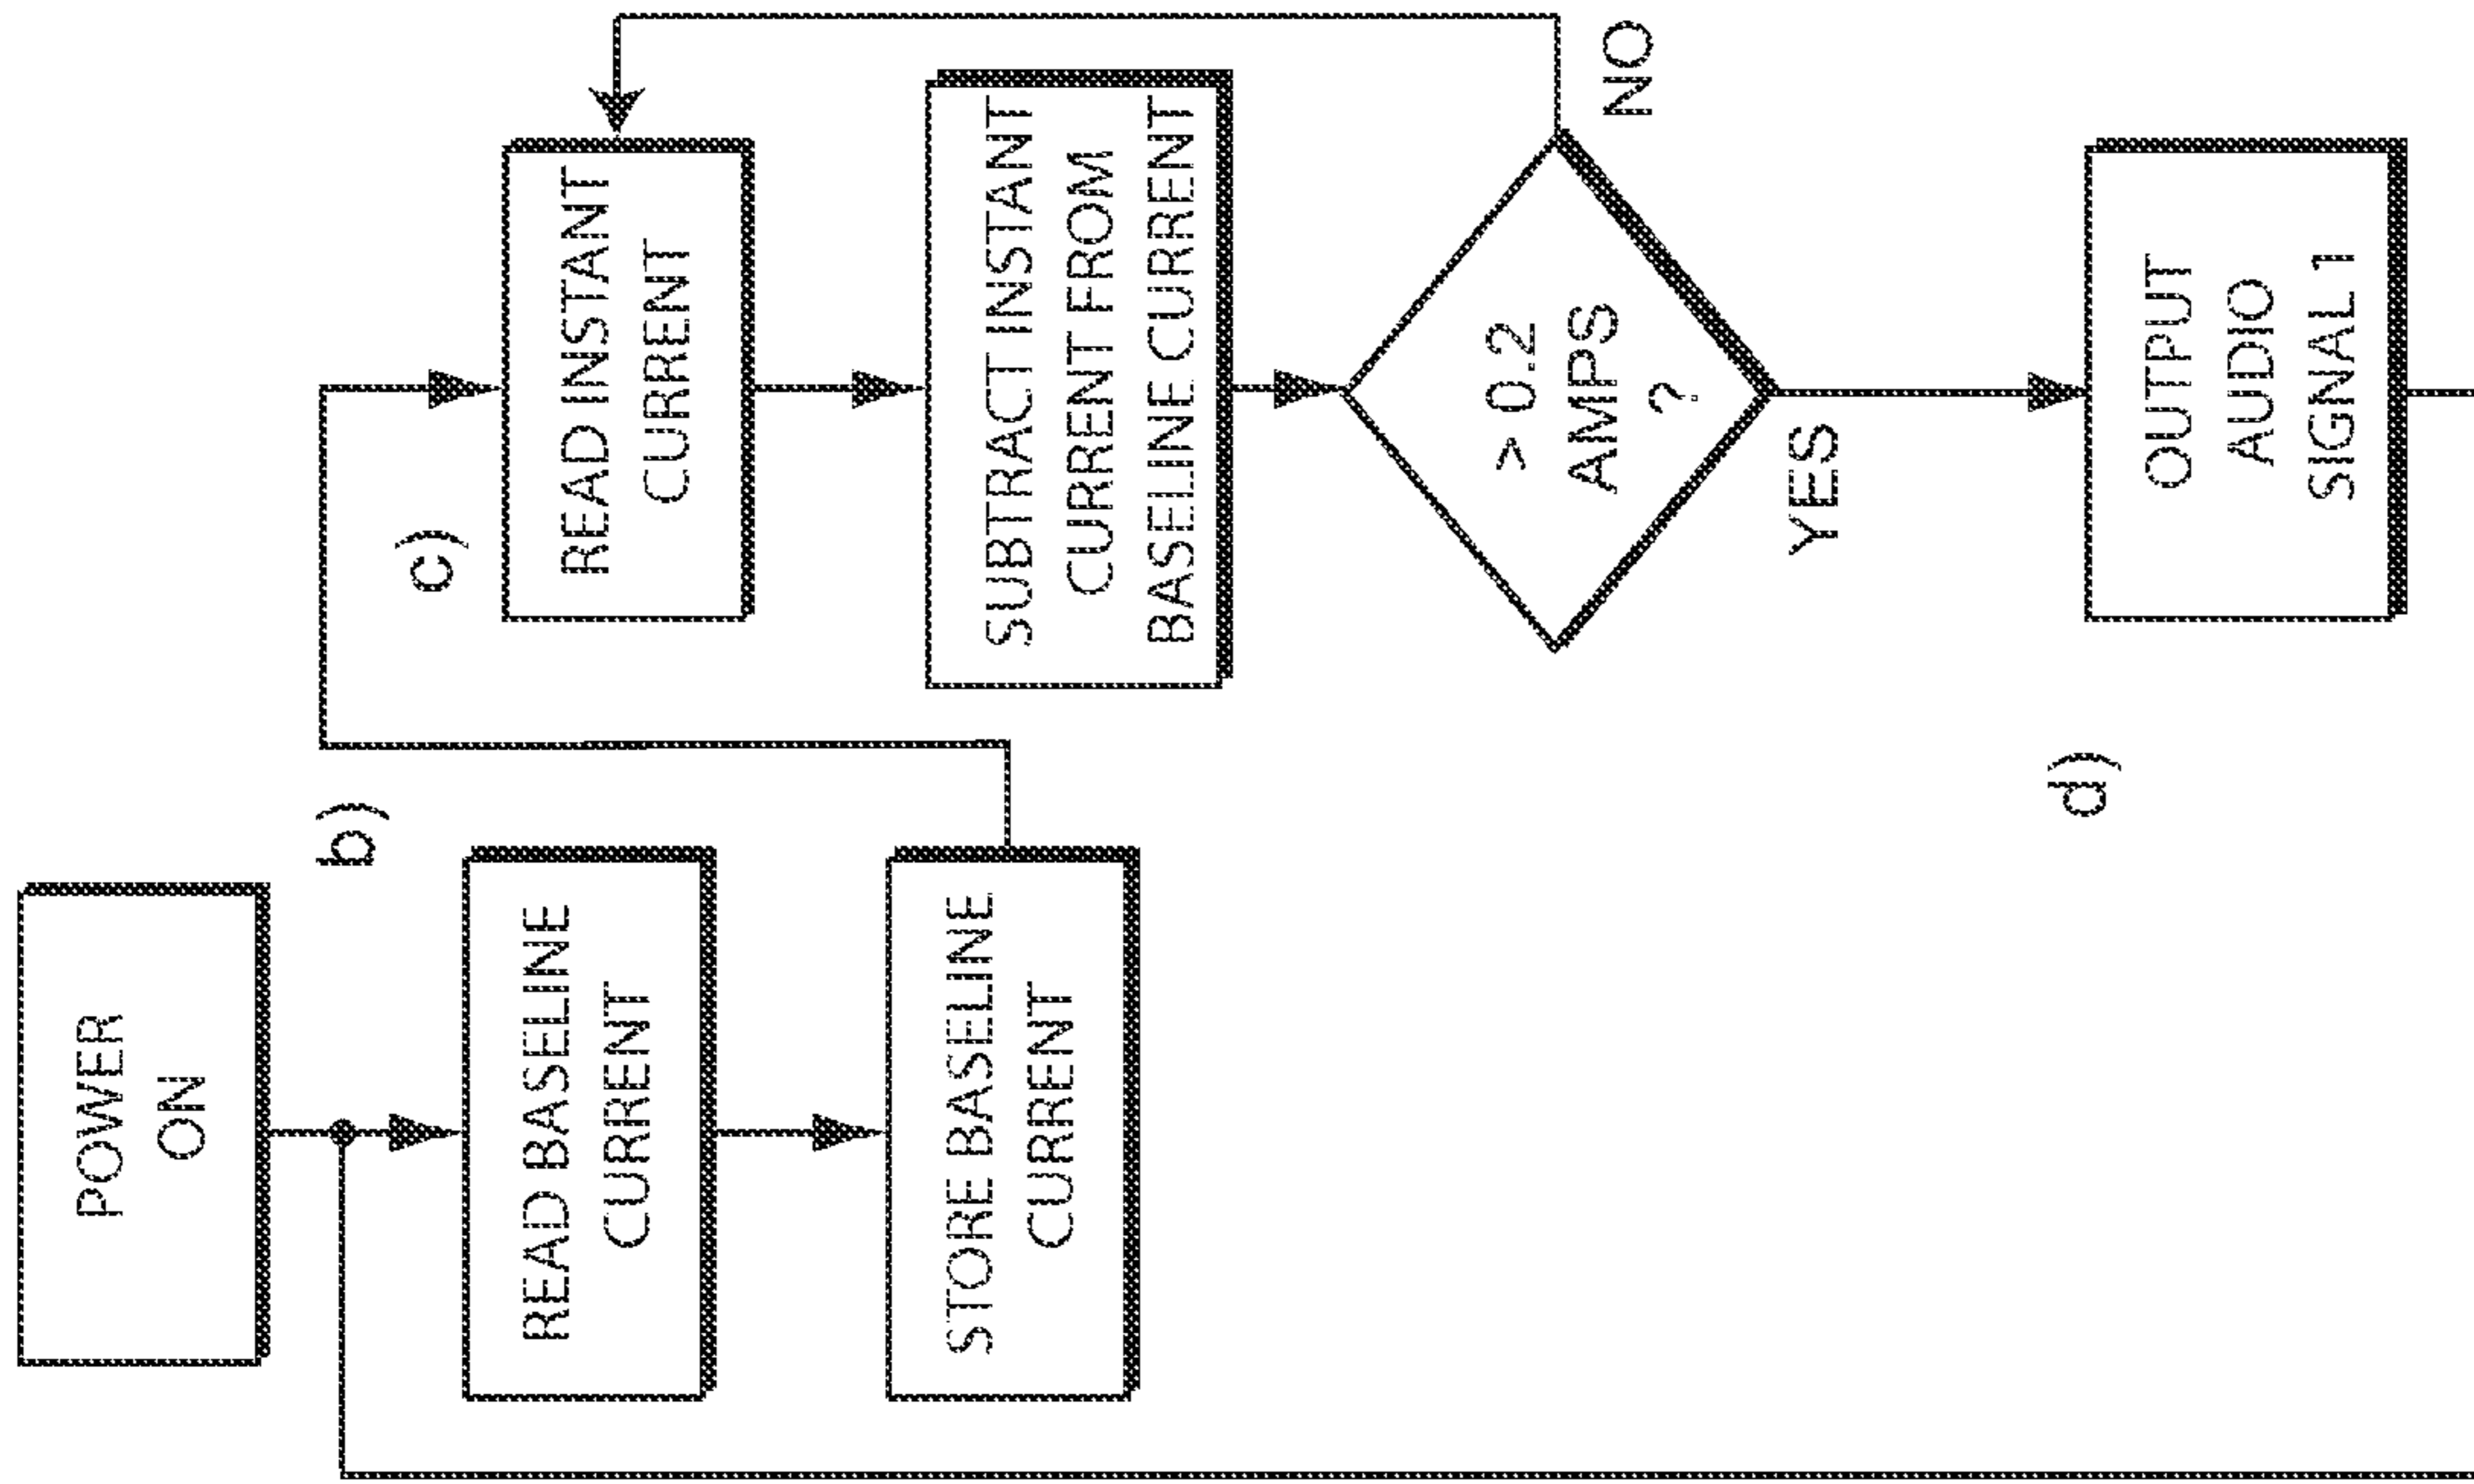 POWER
ON
b)
READ BASELINE
CURRENT
STORE BASELINE
CURRENT
c)
READ INSTANT
CURRENT
SUBTRACT INSTANT
CURRENT FROM
BASELINE CURRENT
> 0.2
AMPS
?
NO
YES
d)
OUTPUT
AUDIO
SIGNAL 1